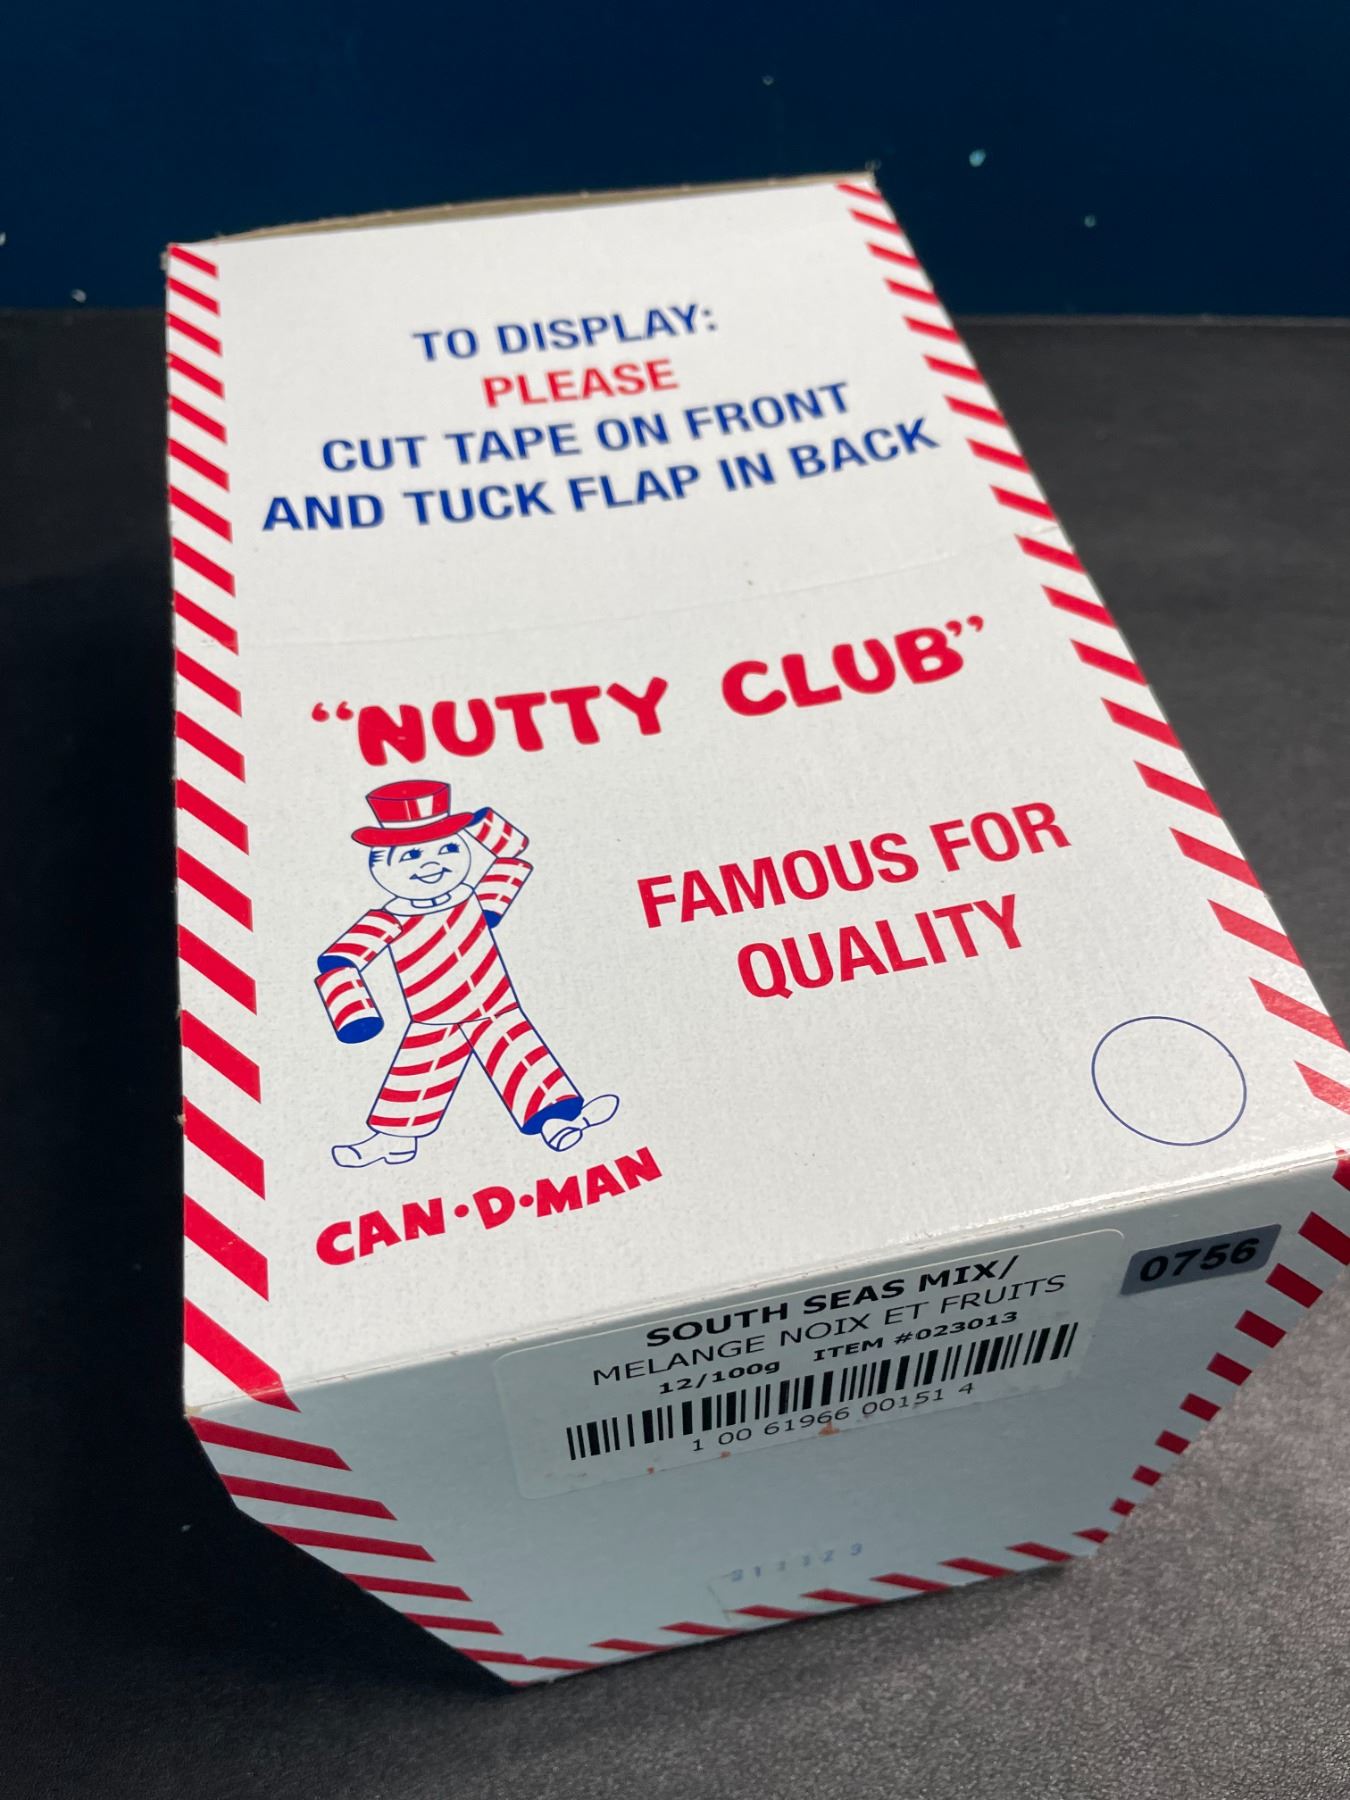 TO DISPLAY:
PLEASE
CUT TAPE ON FRONT
AND TUCK FLAP IN BACK
“NUTTY CLUB”
FAMOUS FOR
QUALITY
CAN·D·MAN
0756
SOUTH SEAS MIX/
MELANGE NOIX ET FRUITS
12/100g ITEM #023013
1 00 61966 00151 4